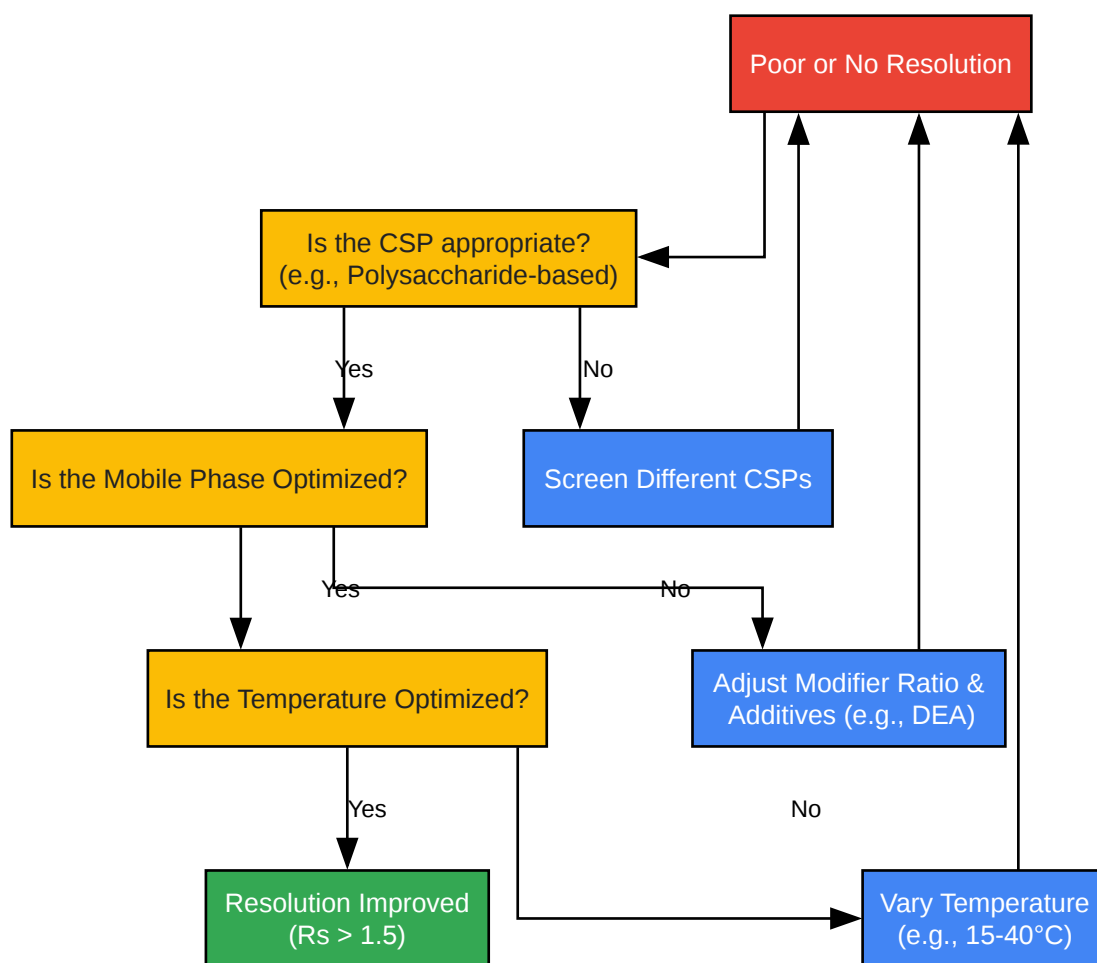 Poor or No Resolution
Is the CSP appropriate?
(e.g., Polysaccharide-based)
Yes
No
Is the Mobile Phase Optimized?
Screen Different CSPs
Yes
No
Is the Temperature Optimized?
Adjust Modifier Ratio &
Additives (e.g., DEA)
Yes
No
Resolution Improved
(Rs > 1.5)
Vary Temperature
(e.g., 15-40°C)